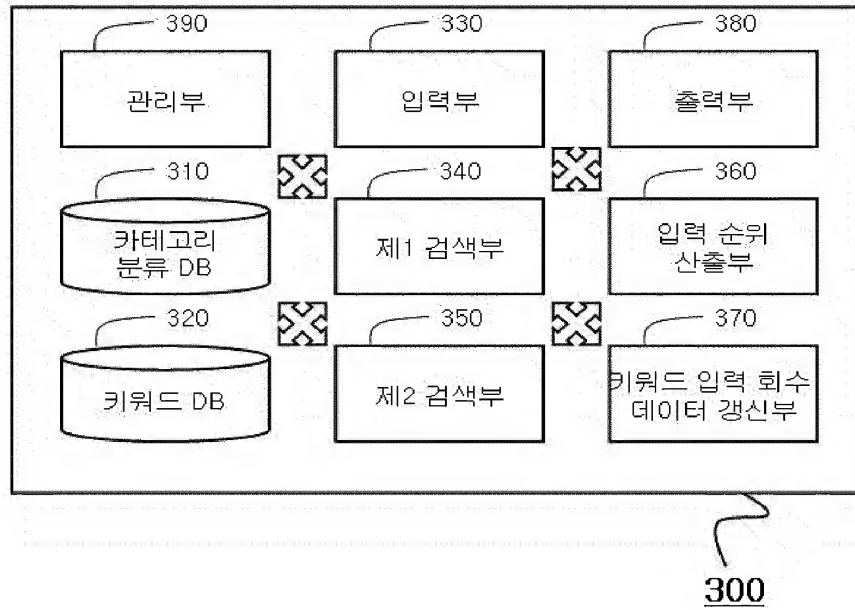 390
관리부
330
입력부
380
출력부
310
카테고리
분류 DB
340
제1 검색부
360
입력 순위
산출부
320
키워드 DB
350
제2 검색부
370
키워드 입력 회수
데이터 갱신부
300